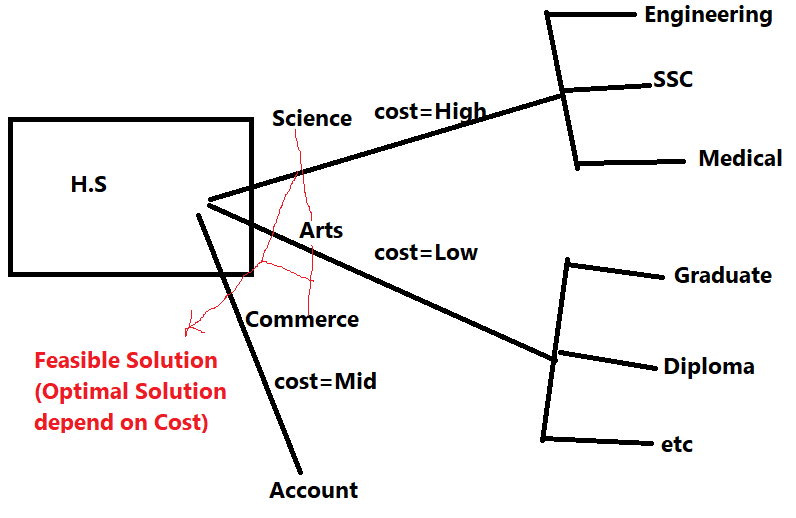 Engineering
SSC
Science
cost=High
Medical
H.S
Arts
cost=Low
Graduate
Commerce
Feasible Solution
(Optimal Solution
depend on Cost)
cost=Mid
Diploma
etc
Account